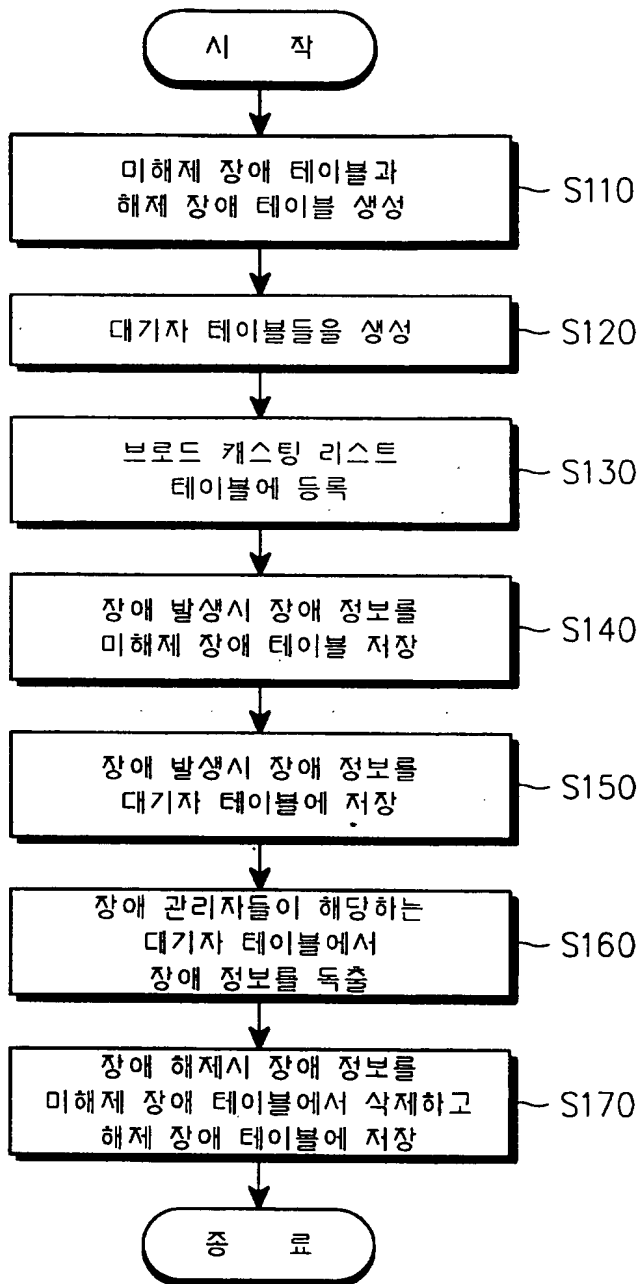 시 작
미해제 장애 테이블과
해제 장애 테이블 생성
S110
대기자 테이블들을 생성
S120
브로드 캐스팅 리스트
테이블에 등록
S130
장애 발생시 장애 정보를
미해제 장애 테이블 저장
S140
장애 발생시 장애 정보를
대기자 테이블에 저장
S150
장애 관리자들이 해당하는
대기자 테이블에서
장애 정보를 독출
S160
장애 해제시 장애 정보를
미해제 장애 테이블에서 삭제하고
해제 장애 테이블에 저장
S170
종 료